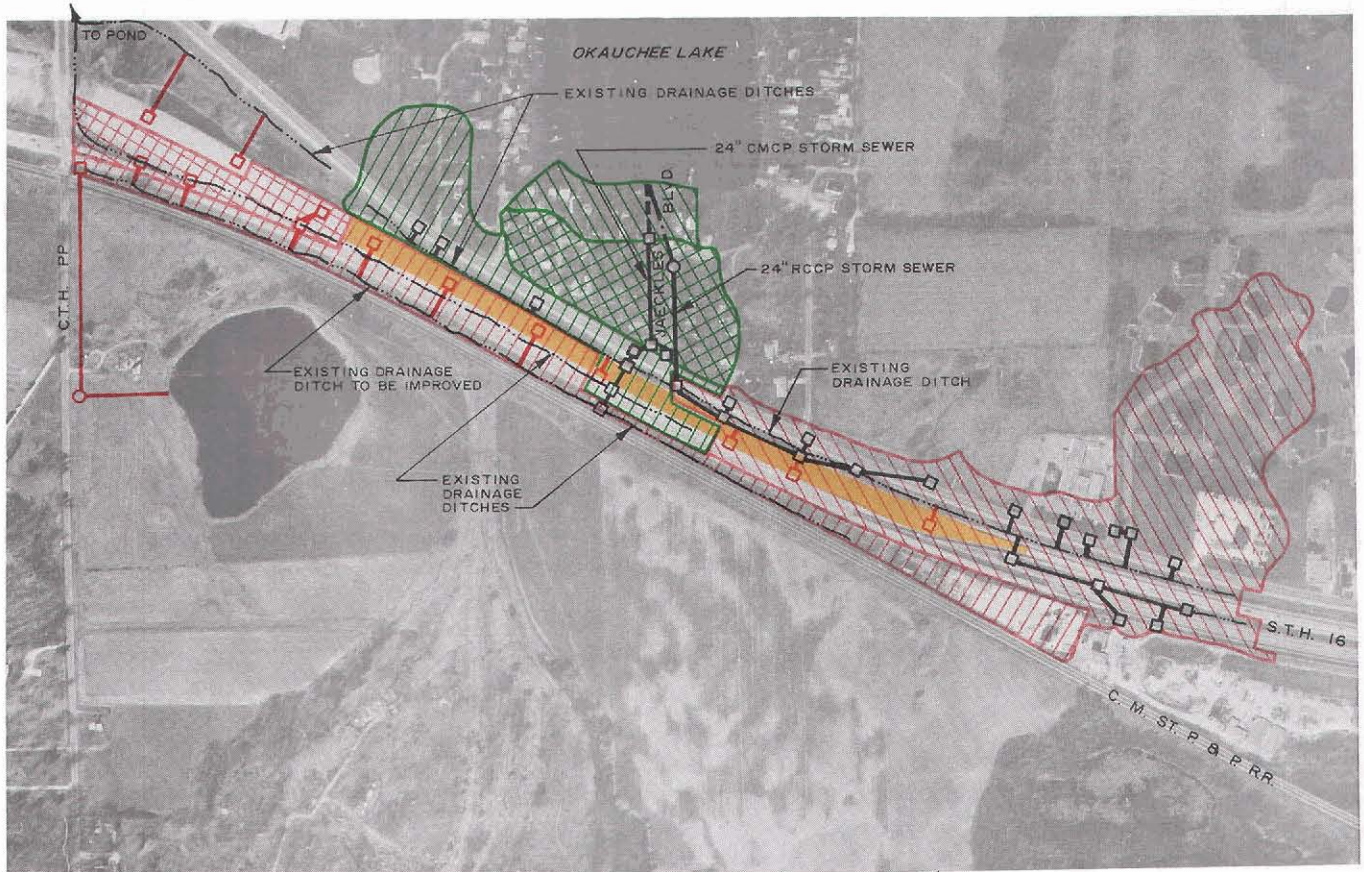 TO POND
OKAUCHEE LAKE
EXISTING DRAINAGE DITCHES
24" CMCP STORM SEWER
JAECKLES BLVD
24" RCCP STORM SEWER
C.T.H. PP
EXISTING DRAINAGE
DITCH TO BE IMPROVED
EXISTING
DRAINAGE DITCH
EXISTING
DRAINAGE
DITCHES
S.T.H. 16
C. M. ST. P. & P. RR.